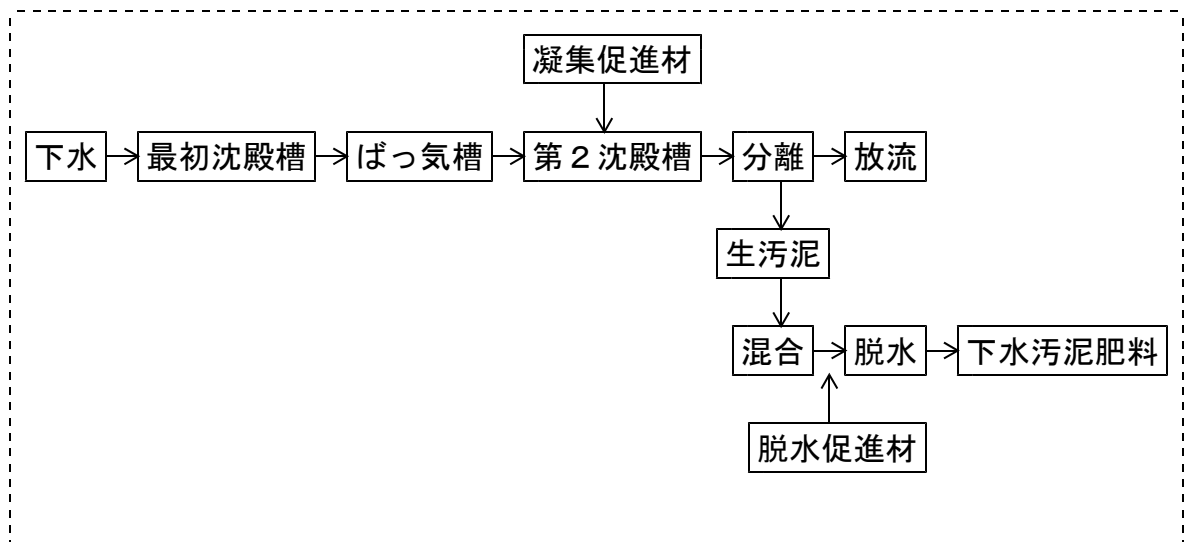 凝集促進材
下水 最初沈殿槽 ばっ気槽 第２沈殿槽 分離 放流
生汚泥
混合 脱水 下水汚泥肥料
脱水促進材